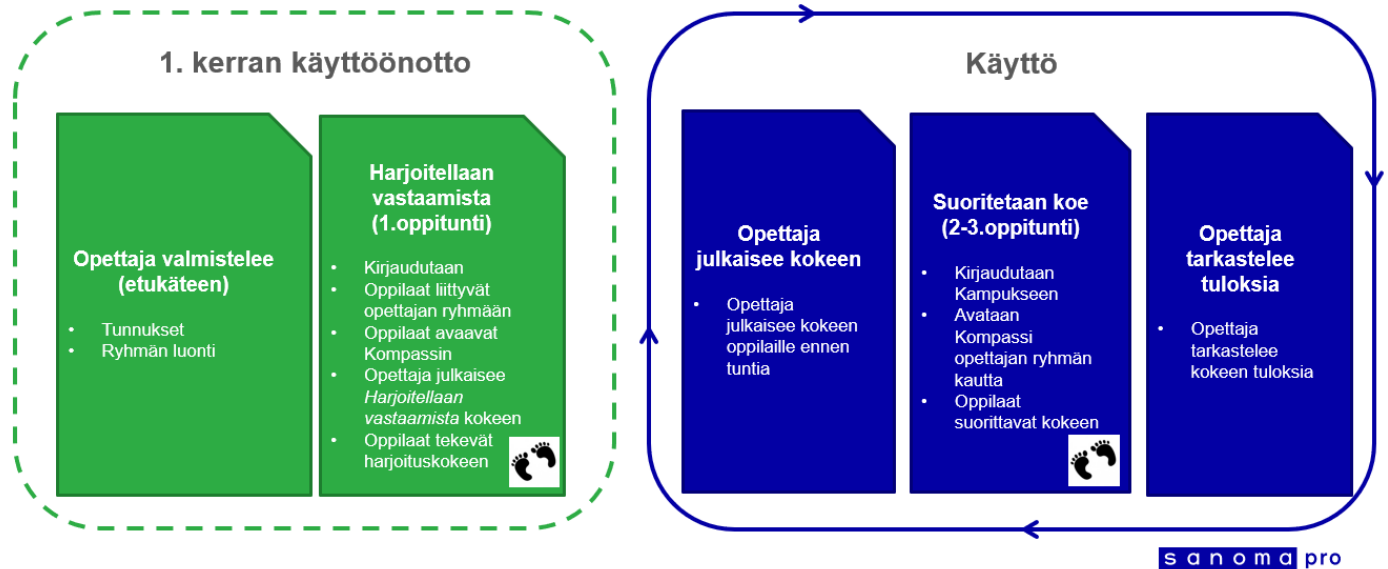 1. kerran käyttöönotto
Opettaja valmistelee
(etukäteen)
• Tunnukset
• Ryhmän luonti
Harjoitellaan
vastaamista
(1.oppitunti)
• Kirjaudutaan
• Oppilaat liittyvät
opettajan ryhmään
• Oppilaat avaavat
Kompassin
• Opettaja julkaisee
Harjoitellaan
vastaamista kokeen
• Oppilaat tekevät
harjoituskokeen
Käyttö
Opettaja
julkaisee kokeen
• Opettaja
julkaisee kokeen
oppilaille ennen
tuntia
Suoritetaan koe
(2-3.oppitunti)
• Kirjaudutaan
Kampukseen
• Avataan
Kompassi
opettajan ryhmän
kautta
• Oppilaat
suorittavat kokeen
Opettaja
tarkastelee
tuloksia
• Opettaja
tarkastelee
kokeen tuloksia
sanoma pro